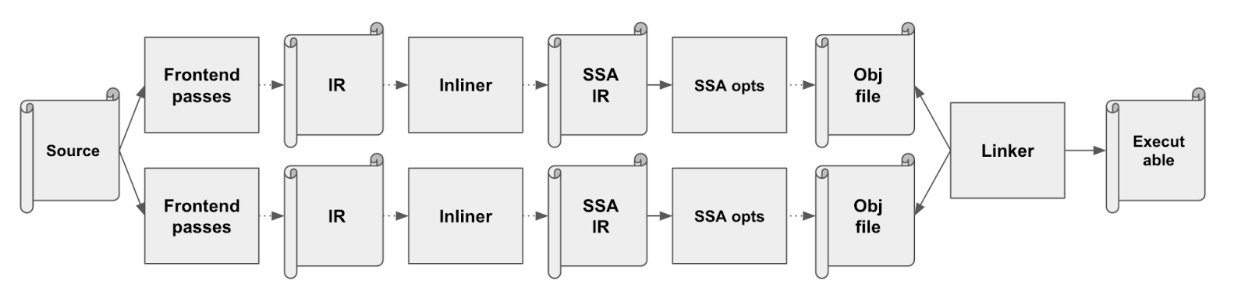 Source
Frontend
passes
IR
Inliner
SSA
IR
SSA opts
Obj
file
Frontend
passes
IR
Inliner
SSA
IR
SSA opts
Obj
file
Linker
Execut
able